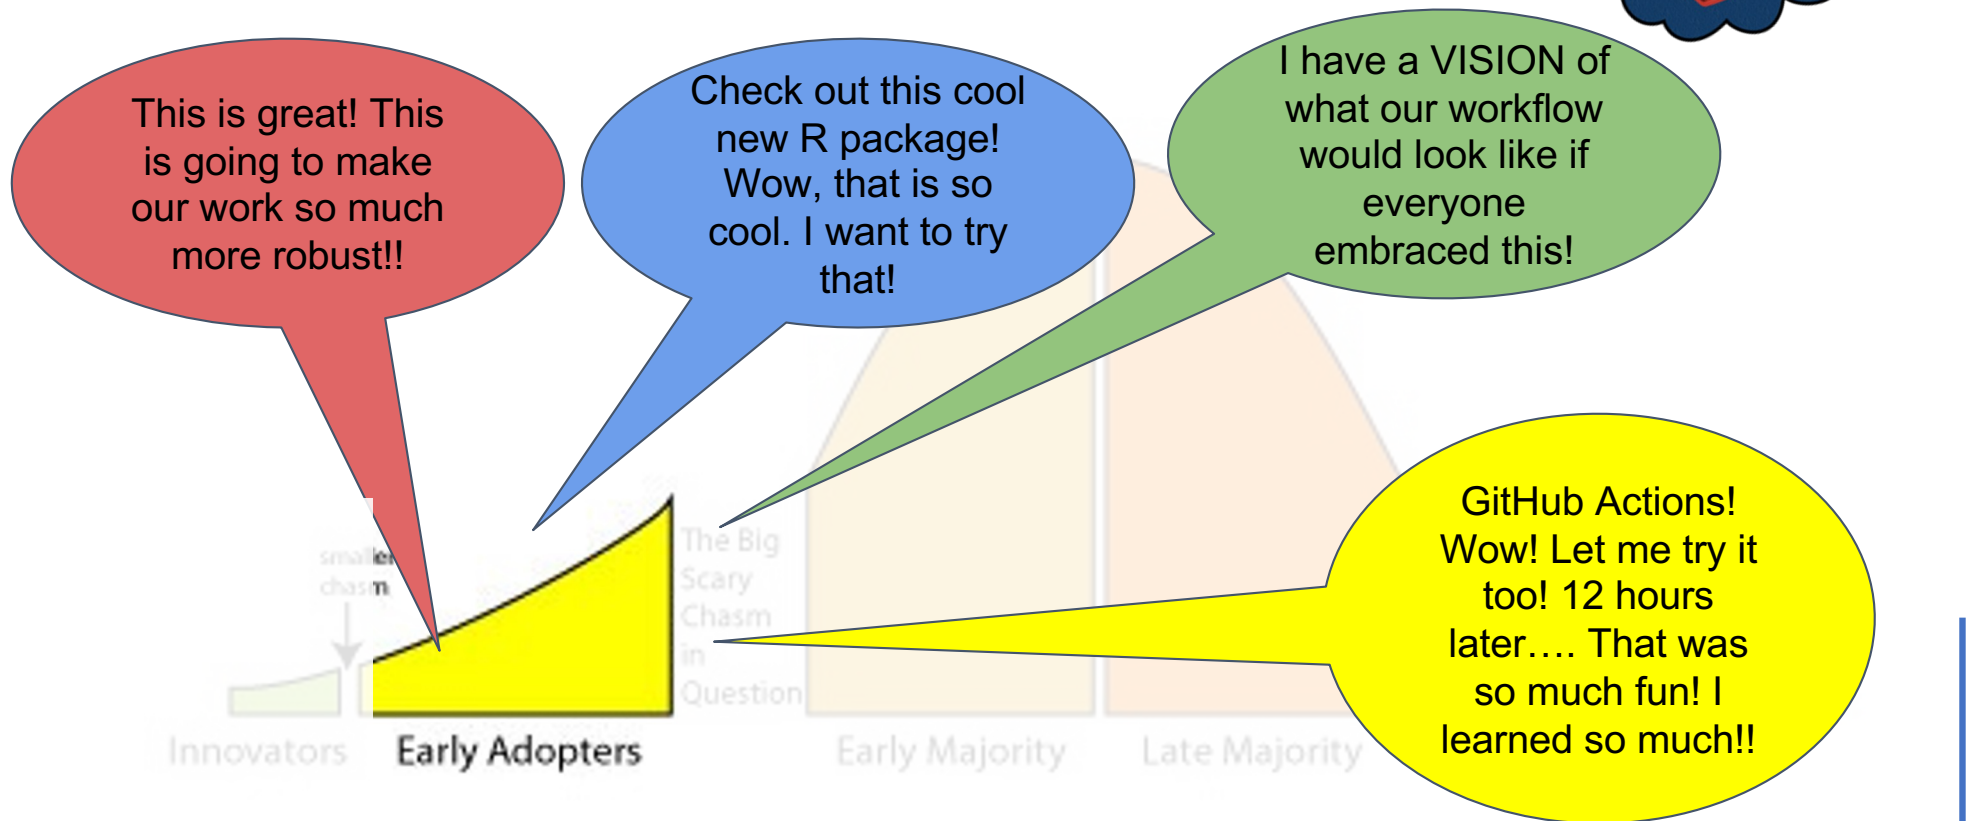 This is great! This
is going to make
our work so much
more robust!!
Check out this cool
new R package!
Wow, that is so
cool. I want to try
that!
I have a VISION of
what our workflow
would look like if
everyone
embraced this!
GitHub Actions!
Wow! Let me try it
too! 12 hours
later…. That was
so much fun! I
learned so much!!
smaller
chasm
The Big
Scary
Chasm
in
Question
Innovators
Early Adopters
Early Majority
Late Majority